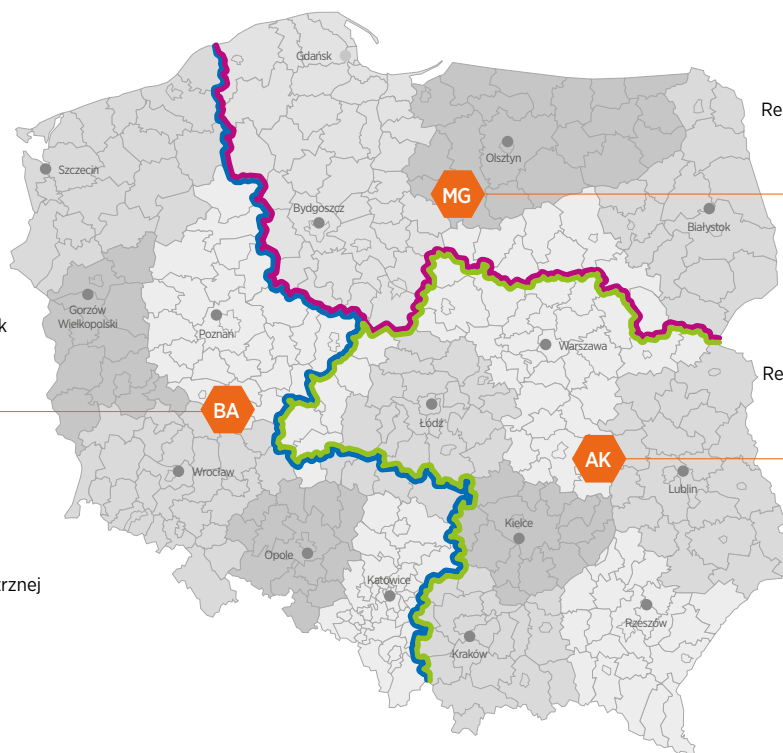 Gdańsk
Re
Szczecin
Olsztyn
MG
Bydgoszcz
Białystok
Gorzów
Wielkopolski
k
Poznań
Warszawa
Re
BA
Łódź
AK
Wrocław
Lublin
Kielce
Opole
Katowice
trznej
Rzeszów
Kraków